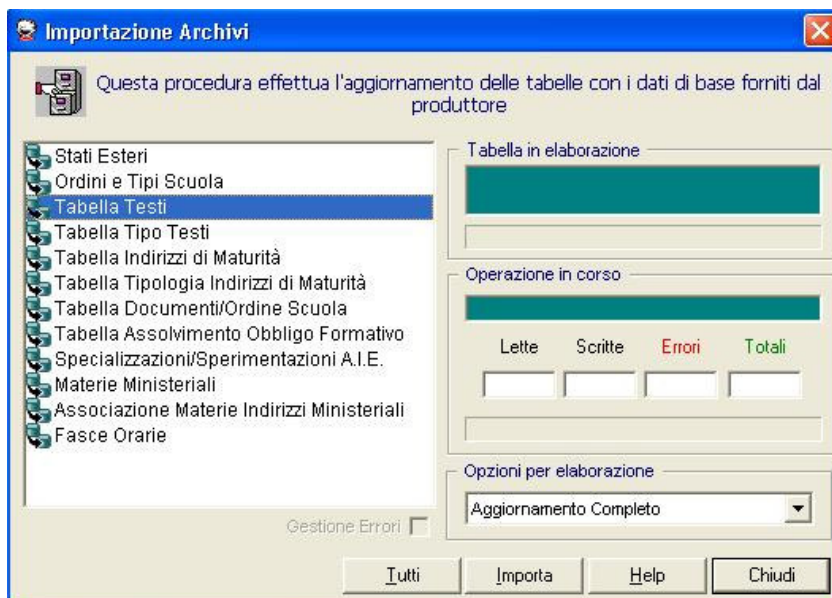 Importazione Archivi
Questa procedura effettua l'aggiornamento delle tabelle con i dati di base forniti dal
produttore
Stati Esteri
Ordini e Tipi Scuola
Tabella Testi
Tabella Tipo Testi
Tabella Indirizzi di Maturità
Tabella Tipologia Indirizzi di Maturità
Tabella Documenti/Ordine Scuola
Tabella Assolvimento Obbligo Formativo
Specializzazioni/Sperimentazioni A.I.E.
Materie Ministeriali
Associazione Materie Indirizzi Ministeriali
Fasce Orarie
Gestione Errori
Tabella in elaborazione
Operazione in corso
Lette Scritte Errori Totali
Opzioni per elaborazione
Aggiornamento Completo
Tutti Importa Help Chiudi